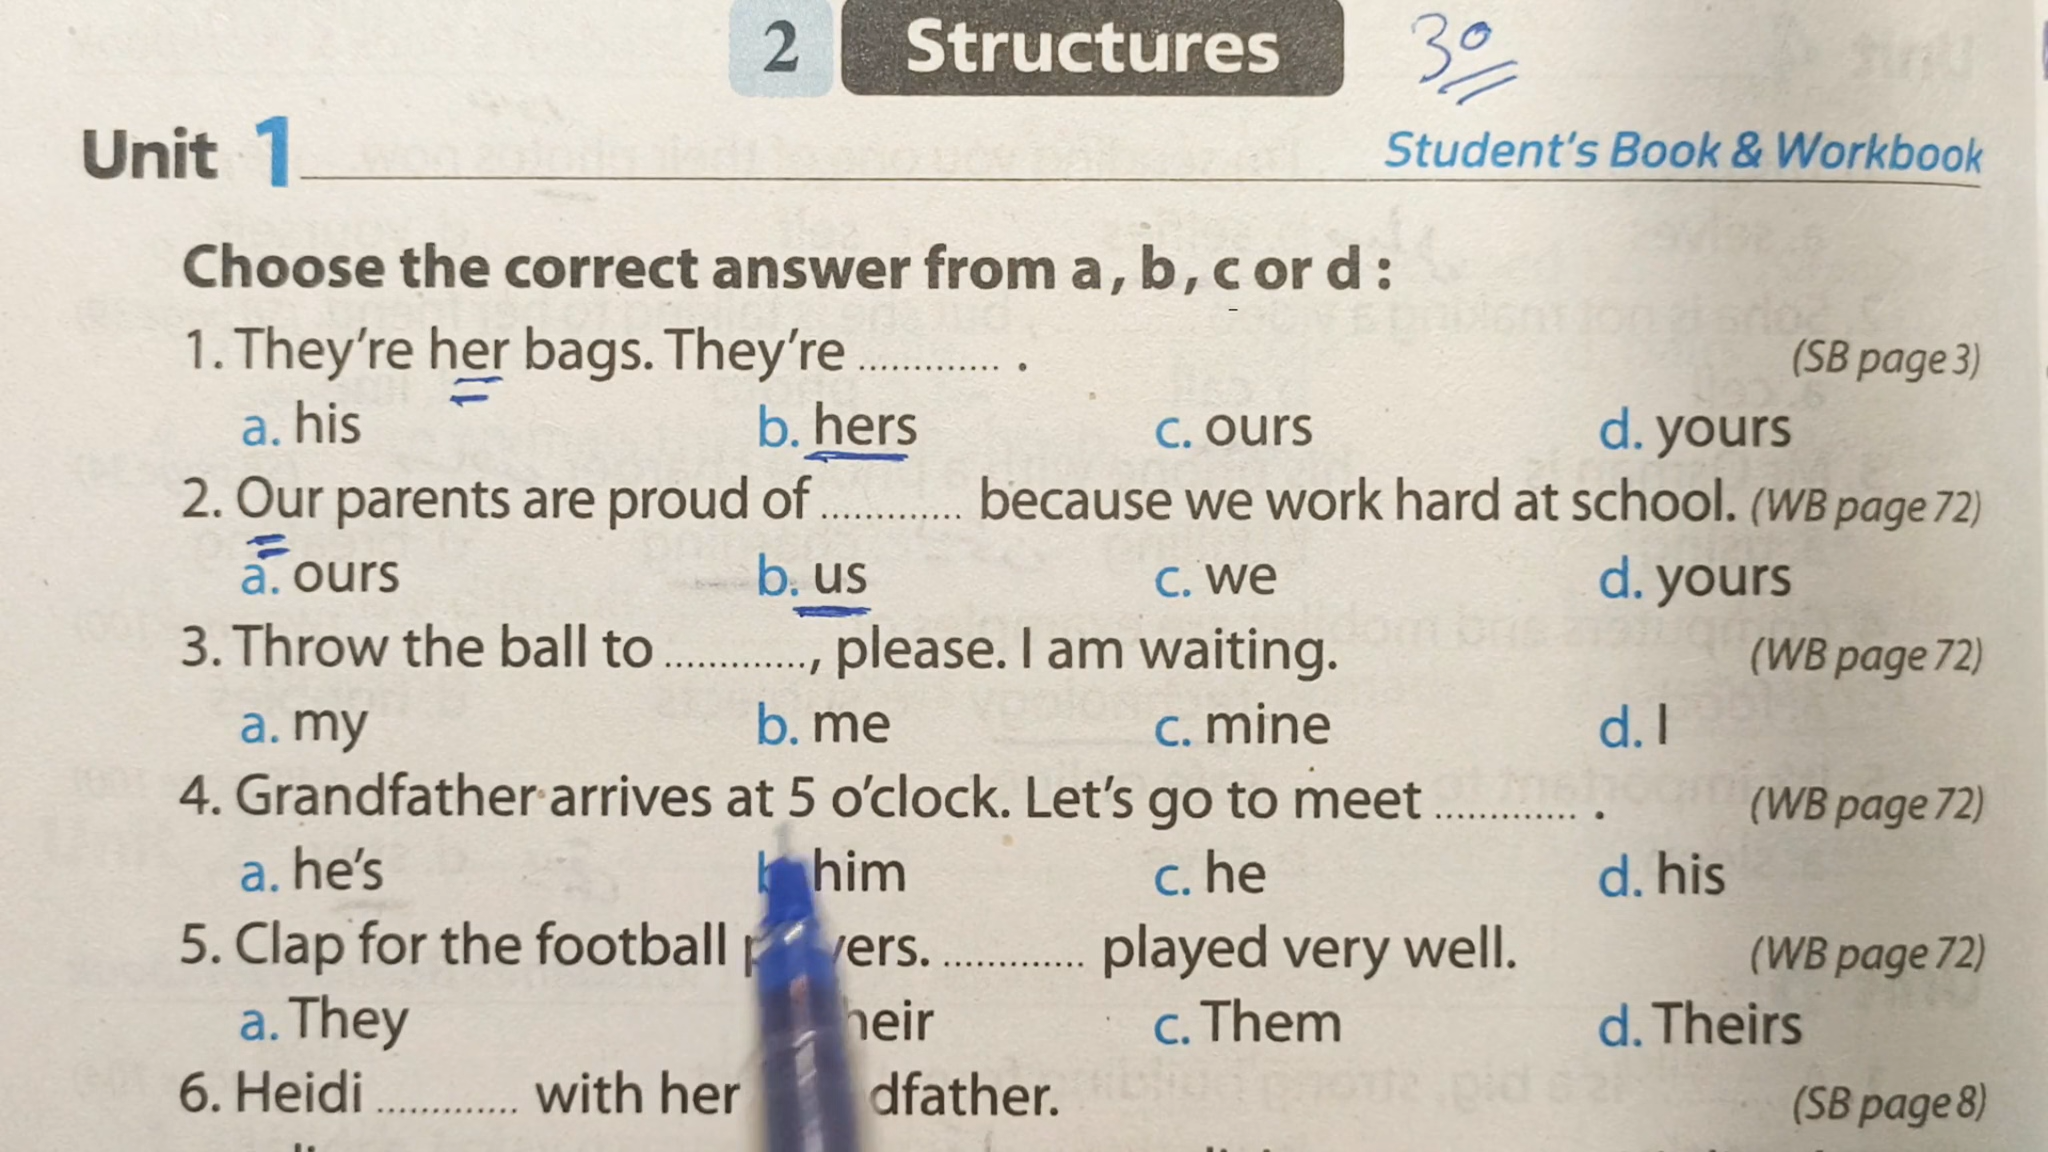 2 Structures 30
Unit 1 Student's Book & Workbook
Choose the correct answer from a, b, c or d :
1. They're her bags. They're ............. . (SB page 3)
a. his b. hers c. ours d. yours
2. Our parents are proud of ............. because we work hard at school. (WB page 72)
a. ours b. us c. we d. yours
3. Throw the ball to ............., please. I am waiting. (WB page 72)
a. my b. me c. mine d. I
4. Grandfather arrives at 5 o'clock. Let's go to meet ............. . (WB page 72)
a. he's b. him c. he d. his
5. Clap for the football ............. played very well. (WB page 72)
a. They c. Them d. Theirs
6. Heidi ............. with her (SB page 8)